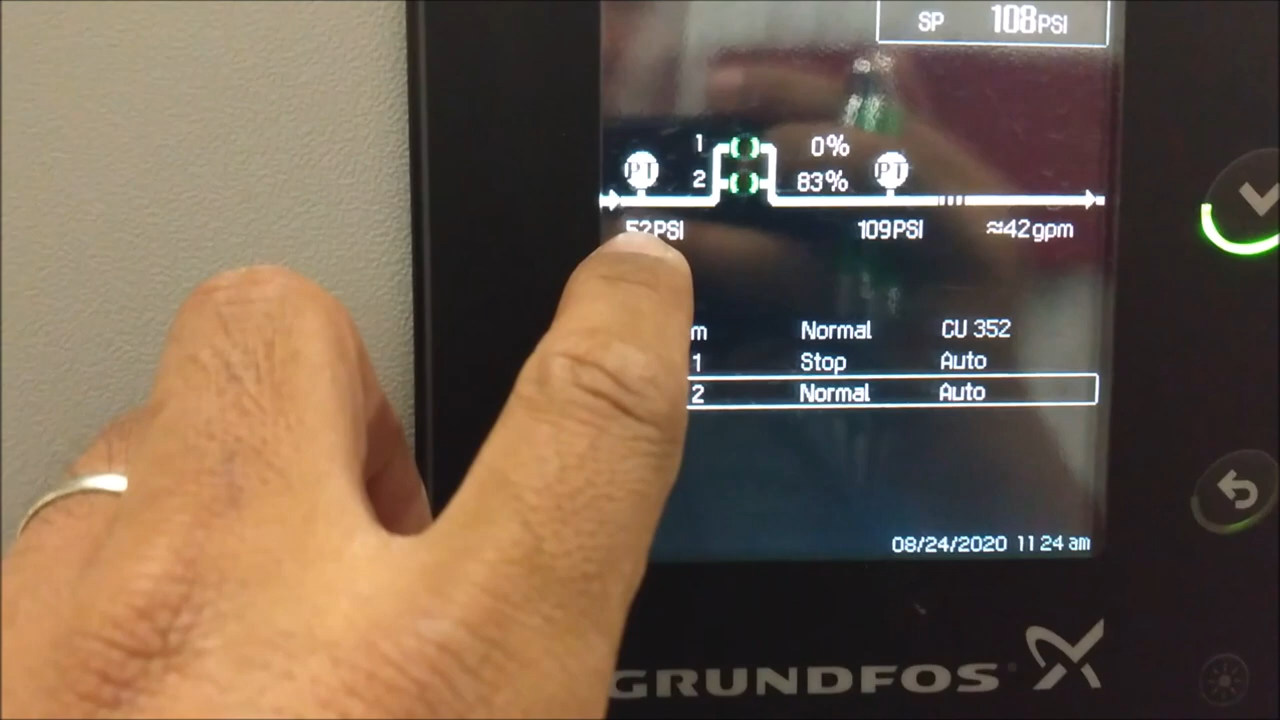 SP 108PSI
1 0%
PT 2 83% PT
52PSI 109PSI ≈42gpm
m Normal CU 352
1 Stop Auto
2 Normal Auto
08/24/2020 11:24 am
GRUNDFOS